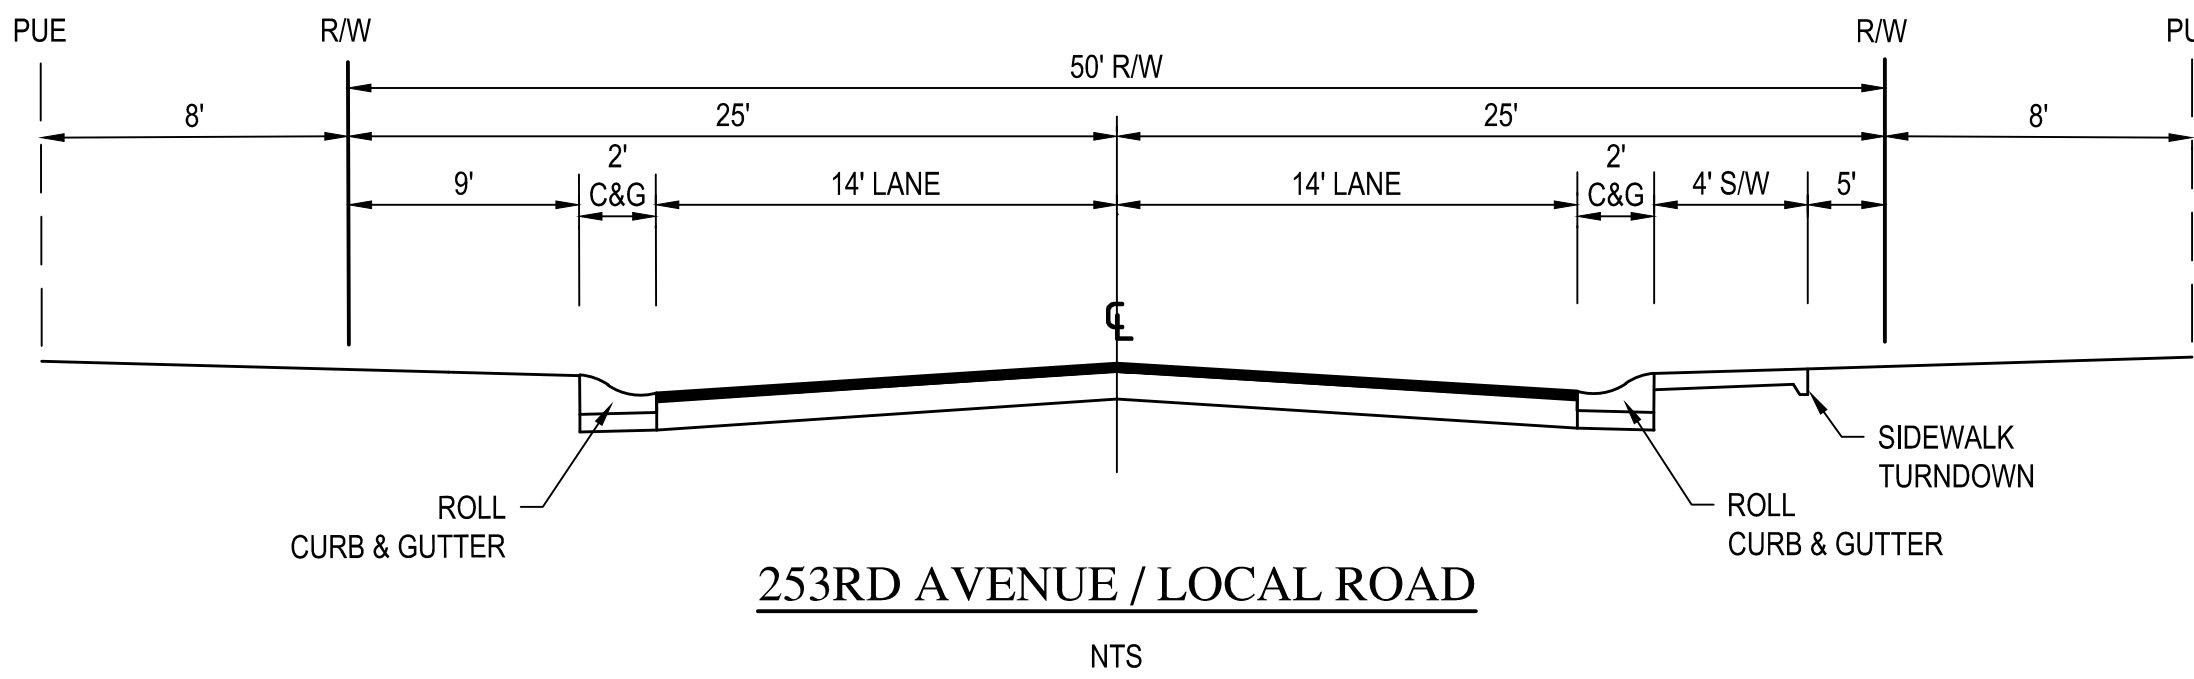 PUE
R/W
R/W
PU
50' R/W
8'
25'
25'
8'
9'
2'
C&G
14' LANE
14' LANE
2'
C&G
4' S/W
5'
CL
SIDEWALK
TURNDOWN
ROLL
CURB & GUTTER
ROLL
CURB & GUTTER
253RD AVENUE / LOCAL ROAD
NTS